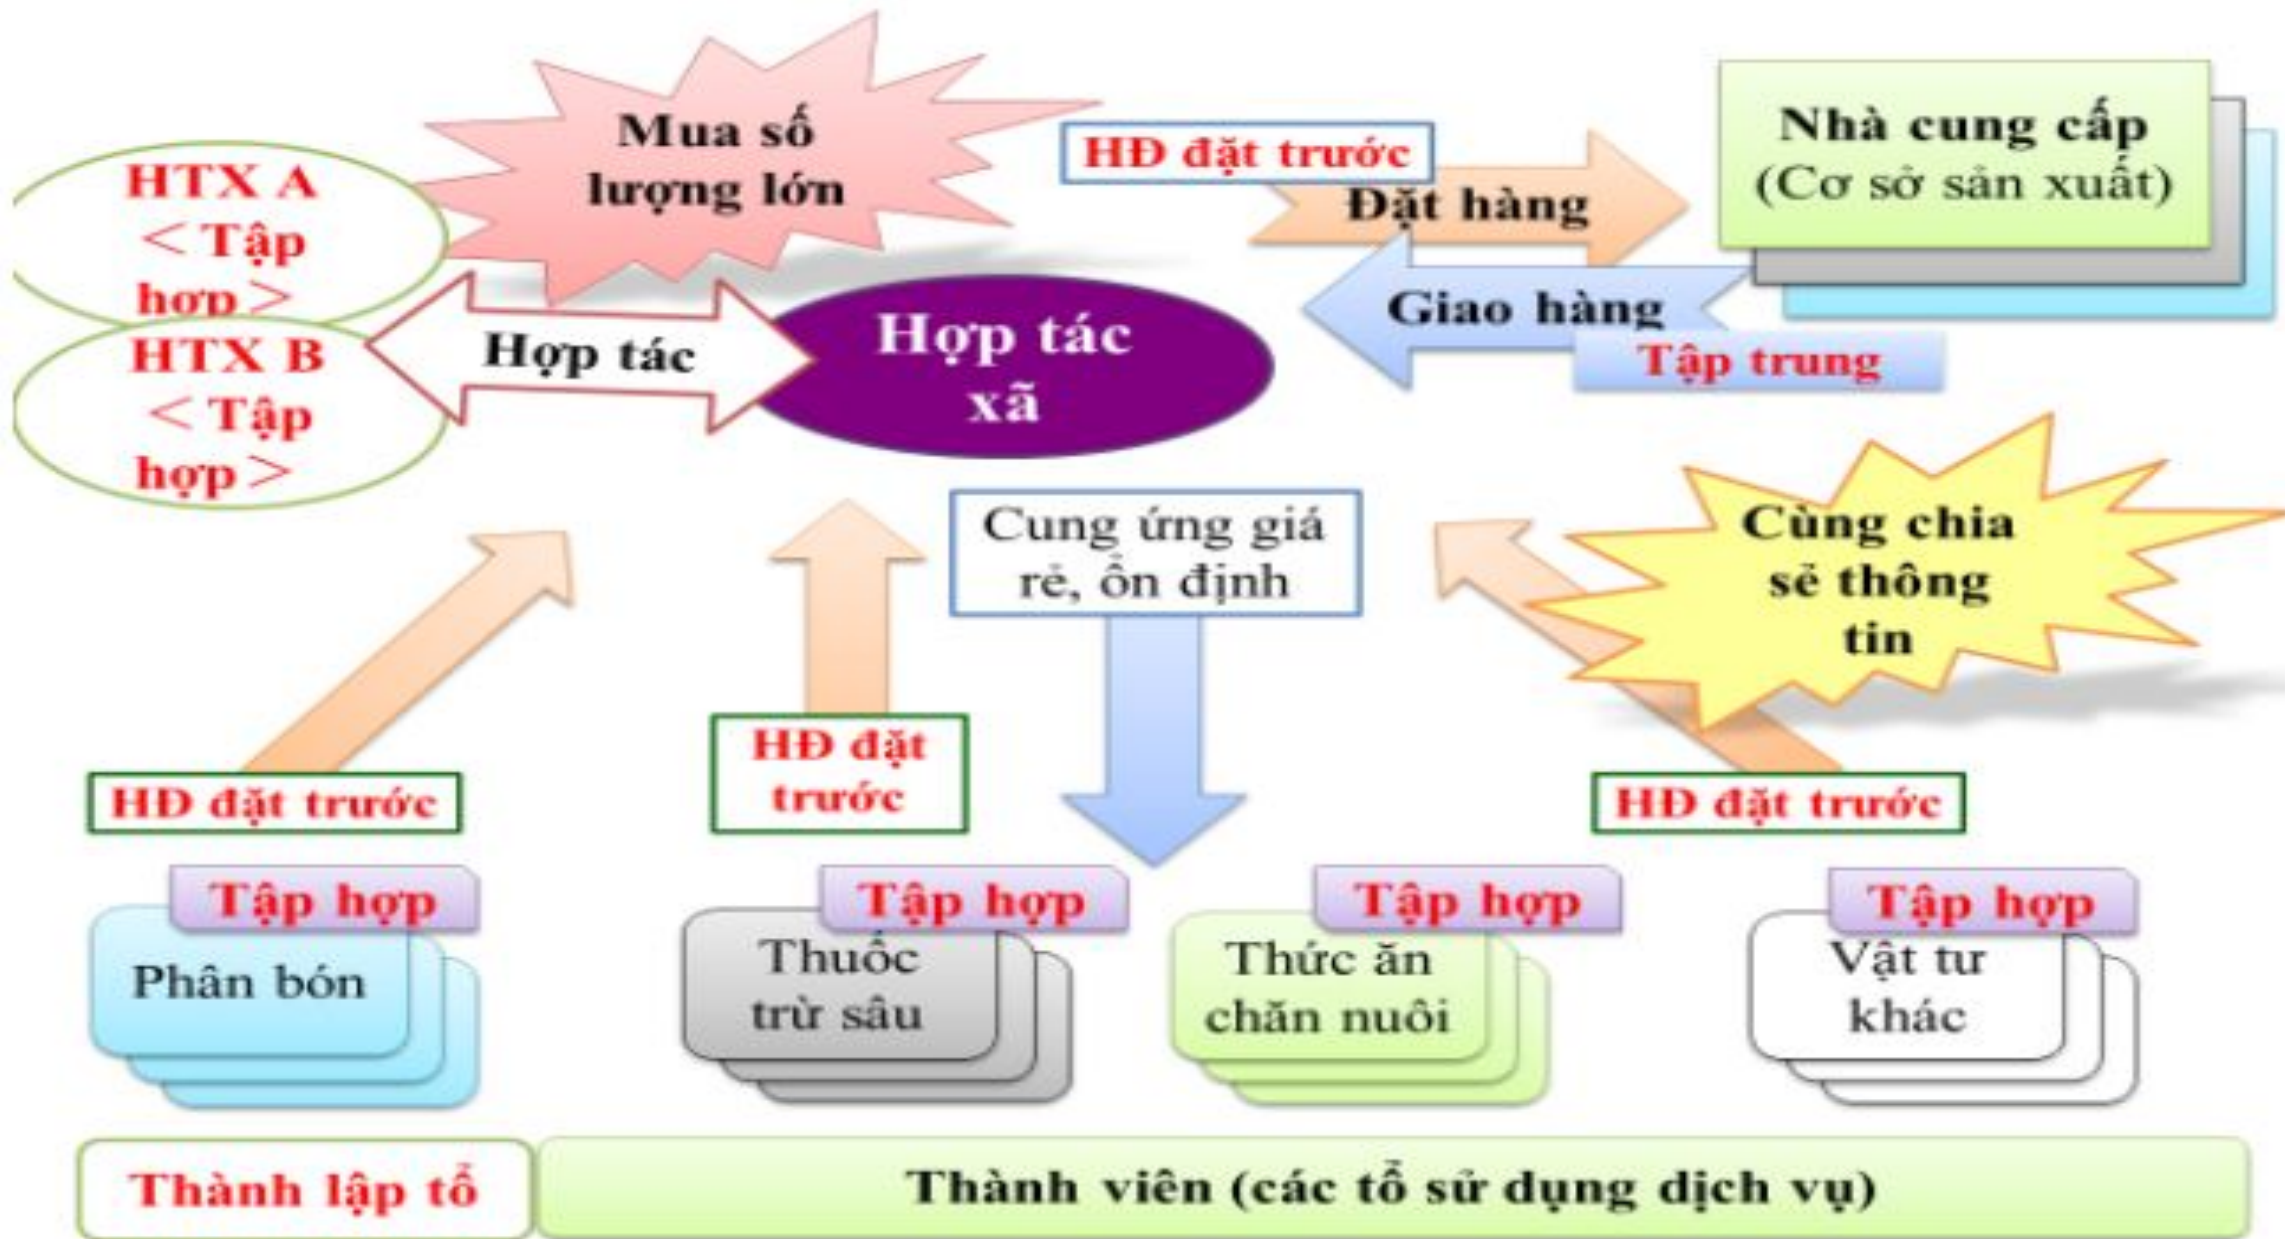 Mua số
lượng lớn
HTX A
< Tập
hợp >
HTX B
< Tập
hợp >
Hợp tác
Hợp tác
xã
HĐ đặt trước
Đặt hàng
Nhà cung cấp
(Cơ sở sản xuất)
Giao hàng
Tập trung
Cung ứng giá
rẻ, ổn định
Cùng chia
sẻ thông
tin
HĐ đặt trước
HĐ đặt
trước
HĐ đặt trước
Tập hợp
Phân bón
Tập hợp
Thuốc
trừ sâu
Tập hợp
Thức ăn
chăn nuôi
Tập hợp
Vật tư
khác
Thành lập tổ
Thành viên (các tổ sử dụng dịch vụ)